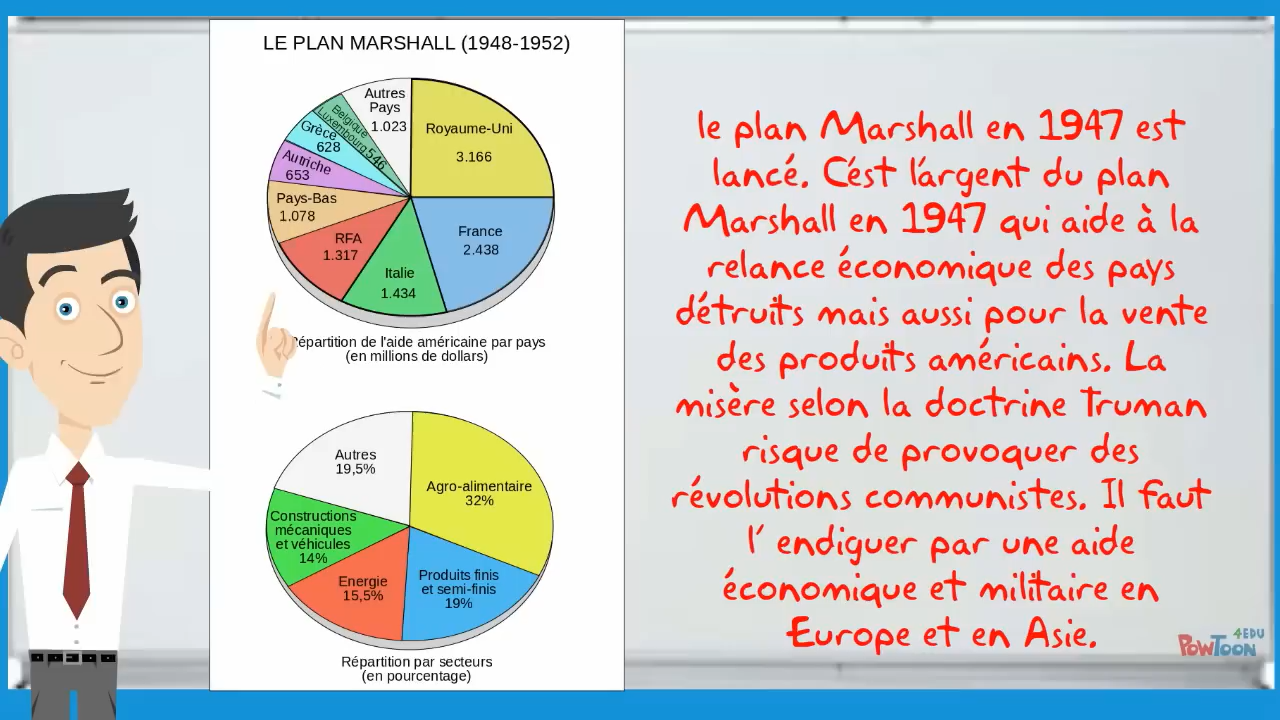 LE PLAN MARSHALL (1948-1952)
Autres
Pays
1.023
Royaume-Uni
3.166
France
2.438
Italie
1.434
RFA
1.317
Pays-Bas
1.078
Autriche
653
Grèce
628
Belgique
Luxembourg 546
épartition de l'aide américaine par pays
(en millions de dollars)
Autres
19,5%
Agro-alimentaire
32%
Produits finis
et semi-finis
19%
Energie
15,5%
Constructions
mécaniques
et véhicules
14%
Répartition par secteurs
(en pourcentage)
le plan Marshall en 1947 est
lancé. C'ést l'árgent du plan
Marshall en 1947 qui aide à la
relance économique des pays
détruits mais aussi pour la vente
des produits américains. La
misère selon la doctrine Truman
risque de provoquer des
révolutions communistes. Il faut
l' endiguer par une aide
économique et militaire en
Europe et en Asie.
4EDU
POWTOON